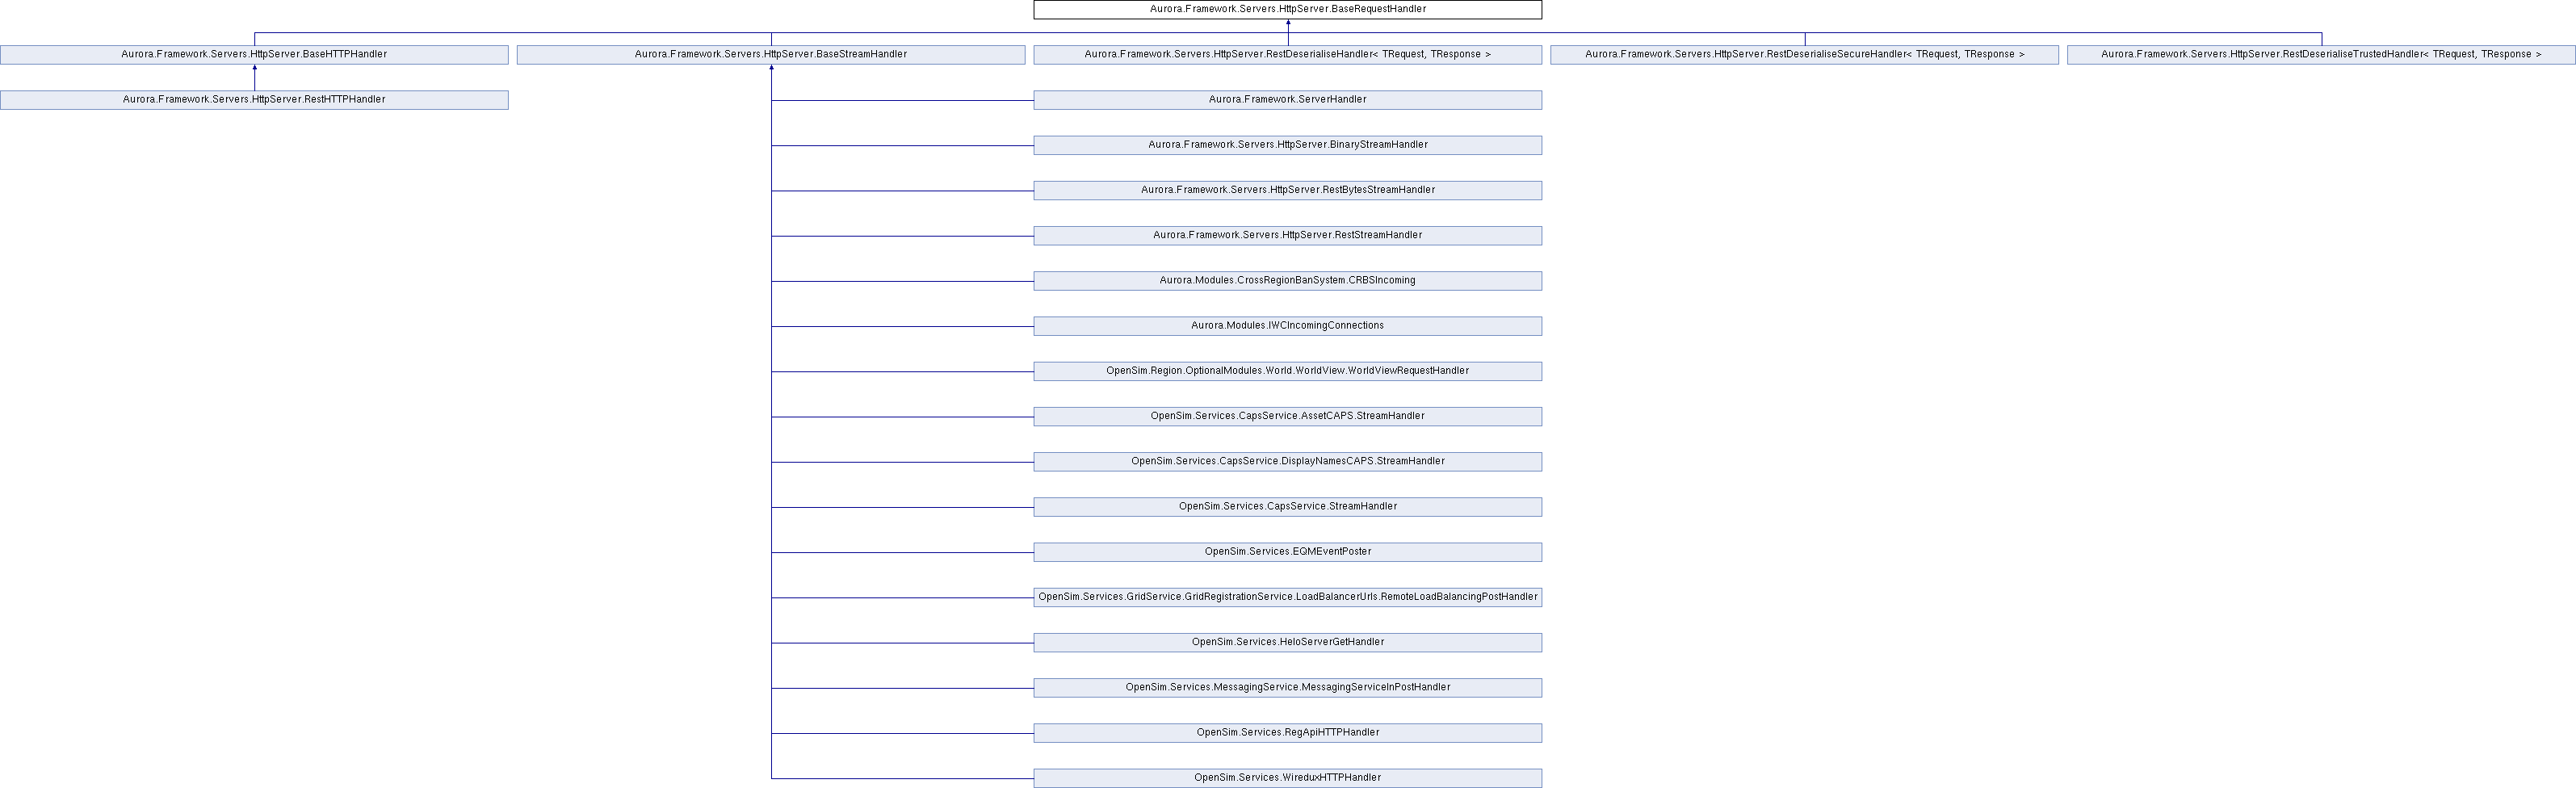 Aurora.Framework.Servers.HttpServer.BaseRequestHandler
Aurora.Framework.Servers.HttpServer.BaseHTTPHandler
Aurora.Framework.Servers.HttpServer.BaseStreamHandler
Aurora.Framework.Servers.HttpServer.RestDeserialiseHandler< TRequest, TResponse >
Aurora.Framework.Servers.HttpServer.RestDeserialiseSecureHandler< TRequest, TResponse >
Aurora.Framework.Servers.HttpServer.RestDeserialiseTrustedHandler< TRequest, TResponse >
Aurora.Framework.Servers.HttpServer.RestHTTPHandler
Aurora.Framework.ServerHandler
Aurora.Framework.Servers.HttpServer.BinaryStreamHandler
Aurora.Framework.Servers.HttpServer.RestBytesStreamHandler
Aurora.Framework.Servers.HttpServer.RestStreamHandler
Aurora.Modules.CrossRegionBanSystem.CRBSIncoming
Aurora.Modules.IWCIncomingConnections
OpenSim.Region.OptionalModules.World.WorldView.WorldViewRequestHandler
OpenSim.Services.CapsService.AssetCAPS.StreamHandler
OpenSim.Services.CapsService.DisplayNamesCAPS.StreamHandler
OpenSim.Services.CapsService.StreamHandler
OpenSim.Services.EQMEventPoster
OpenSim.Services.GridService.GridRegistrationService.LoadBalancerUrls.RemoteLoadBalancingPostHandler
OpenSim.Services.HeloServerGetHandler
OpenSim.Services.MessagingService.MessagingServiceInPostHandler
OpenSim.Services.RegApiHTTPHandler
OpenSim.Services.WireduxHTTPHandler